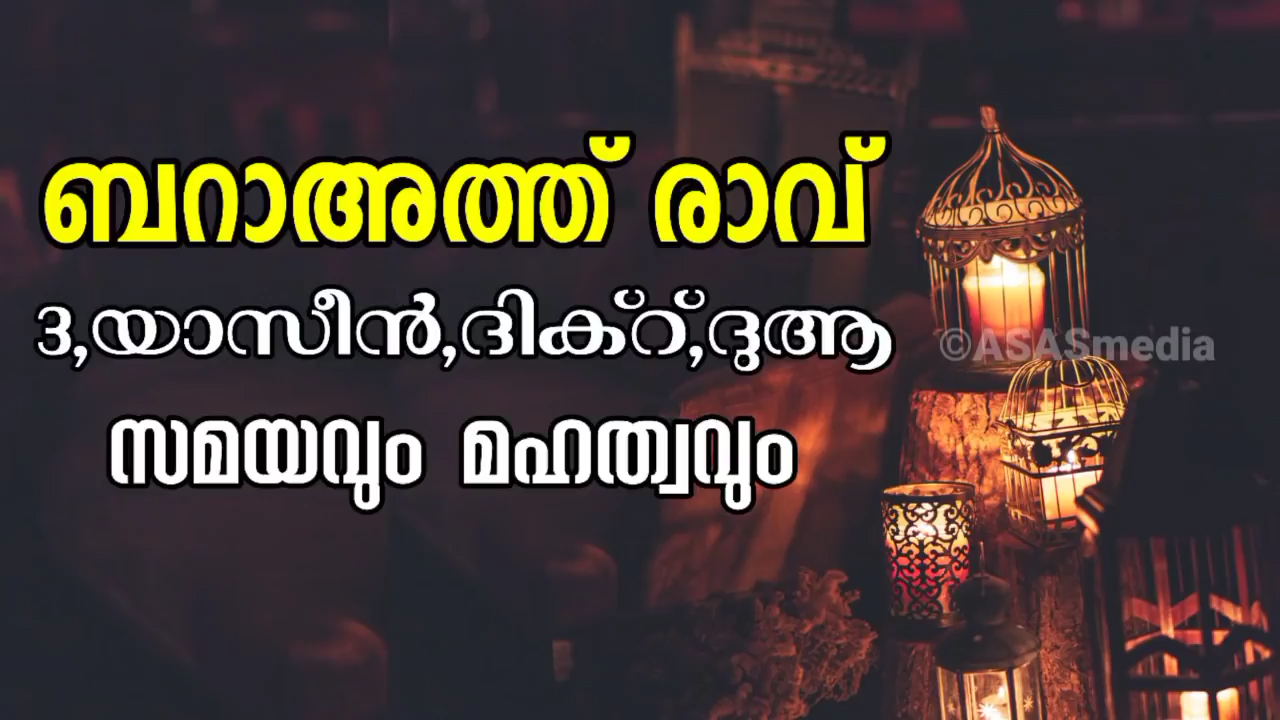 ബറാഅത്ത് രാവ്
3,യാസീൻ,ദിക്റ്,ദുആ
©ASASmedia
സമയവും മഹത്വവും